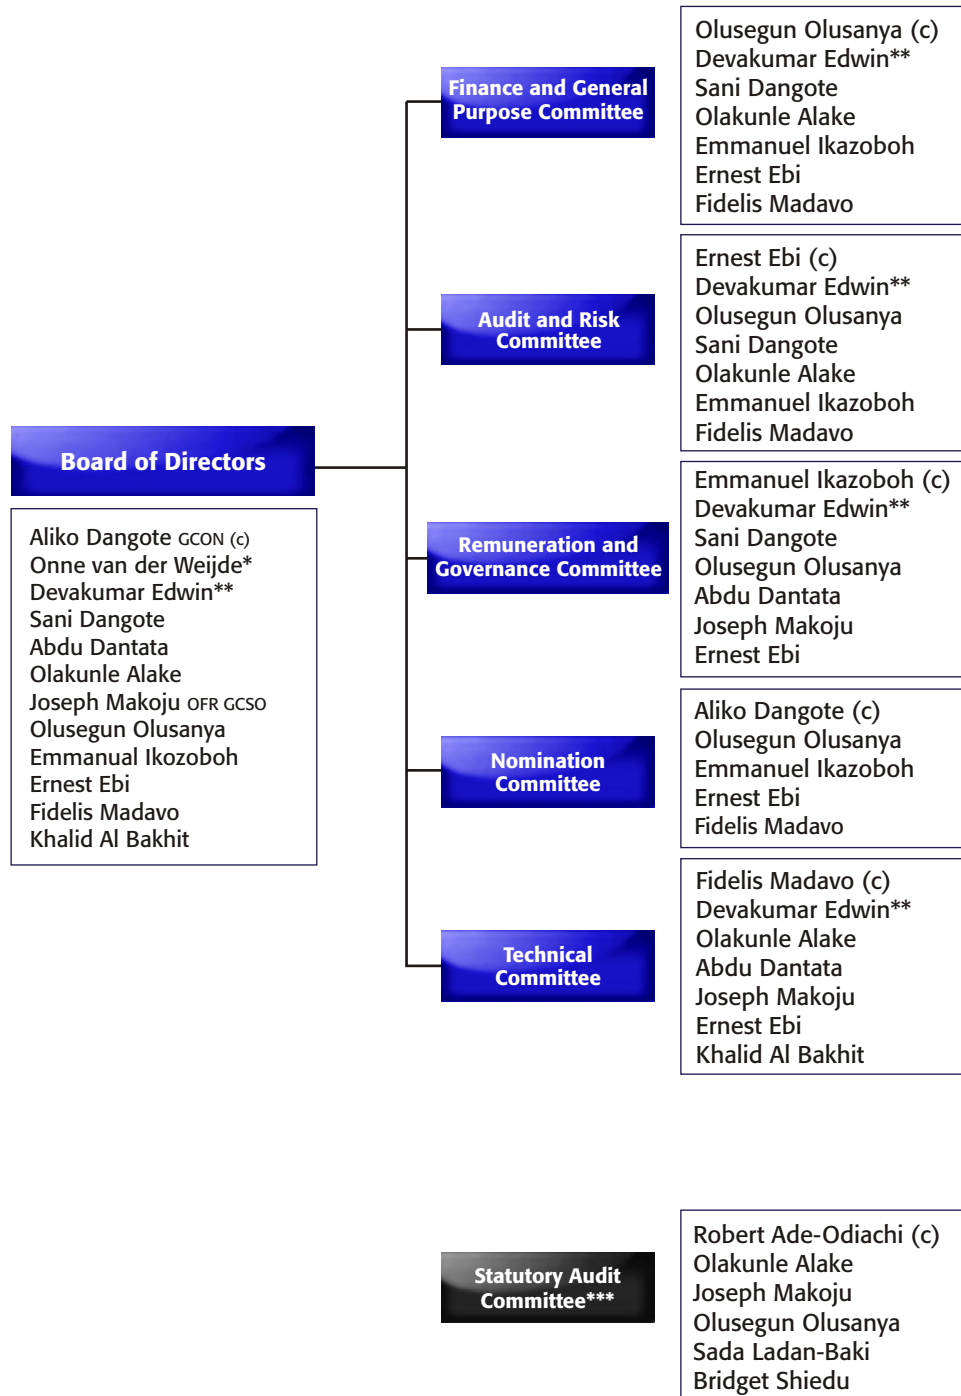 Board of Directors
Aliko Dangote GCON (c)
Onne van der Weijde*
Devakumar Edwin**
Sani Dangote
Abdu Dantata
Olakunle Alake
Joseph Makoju OFR GCSO
Olusegun Olusanya
Emmanual Ikozoboh
Ernest Ebi
Fidelis Madavo
Khalid Al Bakhit
Finance and General
Purpose Committee
Olusegun Olusanya (c)
Devakumar Edwin**
Sani Dangote
Olakunle Alake
Emmanuel Ikazoboh
Ernest Ebi
Fidelis Madavo
Audit and Risk
Committee
Ernest Ebi (c)
Devakumar Edwin**
Olusegun Olusanya
Sani Dangote
Olakunle Alake
Emmanuel Ikazoboh
Fidelis Madavo
Remuneration and
Governance Committee
Emmanuel Ikazoboh (c)
Devakumar Edwin**
Sani Dangote
Olusegun Olusanya
Abdu Dantata
Joseph Makoju
Ernest Ebi
Nomination
Committee
Aliko Dangote (c)
Olusegun Olusanya
Emmanuel Ikazoboh
Ernest Ebi
Fidelis Madavo
Technical
Committee
Fidelis Madavo (c)
Devakumar Edwin**
Olakunle Alake
Abdu Dantata
Joseph Makoju
Ernest Ebi
Khalid Al Bakhit
Statutory Audit
Committee***
Robert Ade-Odiachi (c)
Olakunle Alake
Joseph Makoju
Olusegun Olusanya
Sada Ladan-Baki
Bridget Shiedu